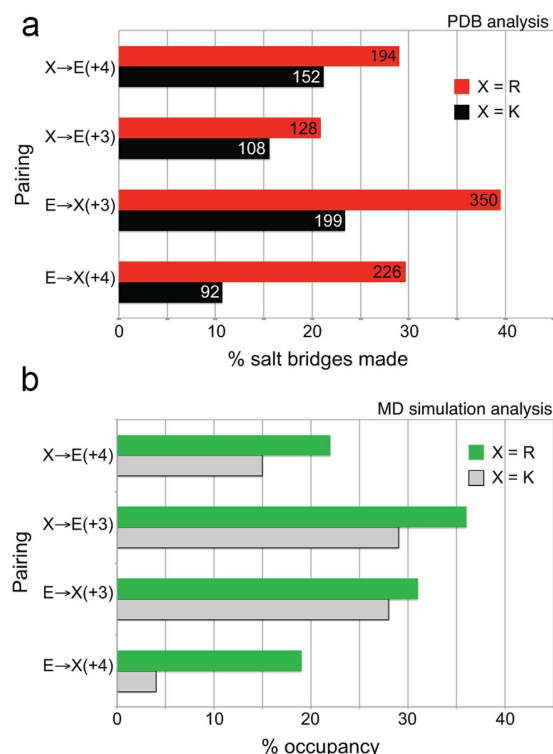 a
PDB analysis
X→E(+4)
194
152
X = R
X = K
X→E(+3)
128
108
Pairing
E→X(+3)
350
199
E→X(+4)
226
92
0 10 20 30 40
% salt bridges made
b
MD simulation analysis
X→E(+4)
X = R
X = K
X→E(+3)
Pairing
E→X(+3)
E→X(+4)
0 10 20 30 40
% occupancy